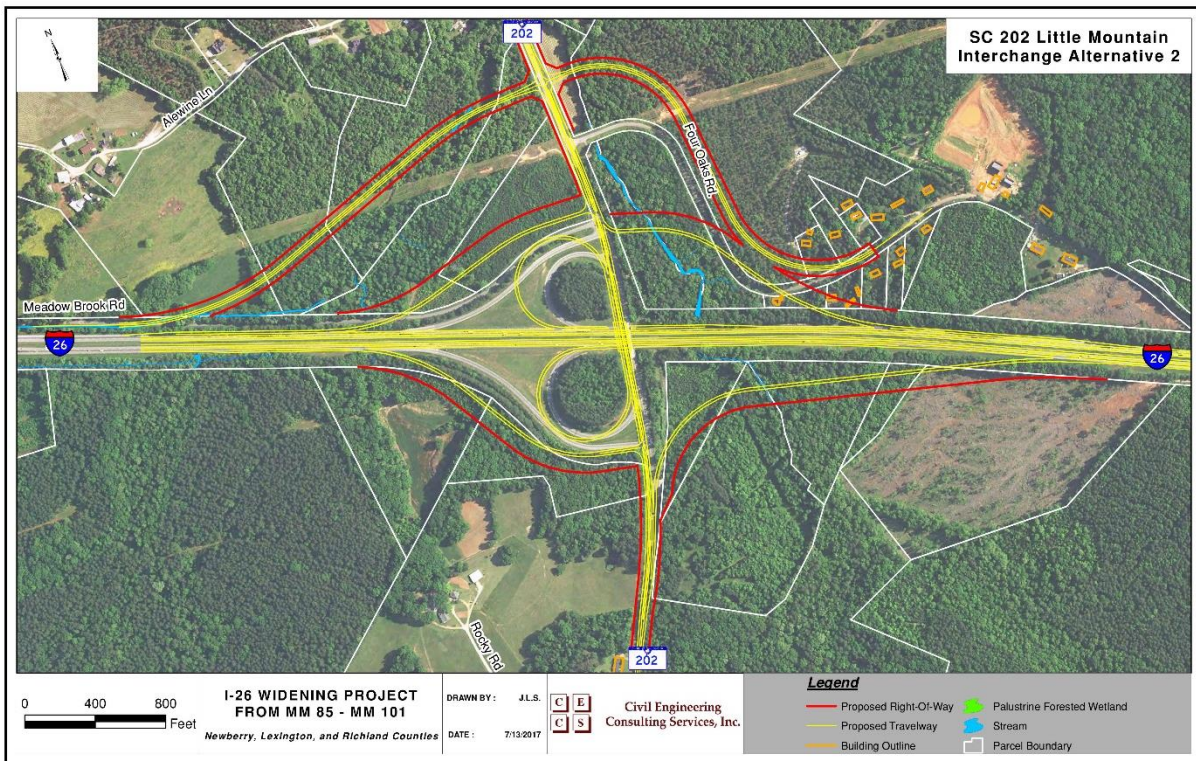 202
SC 202 Little Mountain
Interchange Alternative 2
N
Alewine Ln
Four Oaks Rd.
Meadow Brook Rd
26
26
Rocky Rd
202
0 400 800
Feet
I-26 WIDENING PROJECT
FROM MM 85 - MM 101
Newberry, Lexington, and Richland Counties
DRAWN BY : J.L.S.
DATE : 7/13/2017
C E
C S
Civil Engineering
Consulting Services, Inc.
Legend
Proposed Right-Of-Way
Proposed Travelway
Building Outline
Palustrine Forested Wetland
Stream
Parcel Boundary